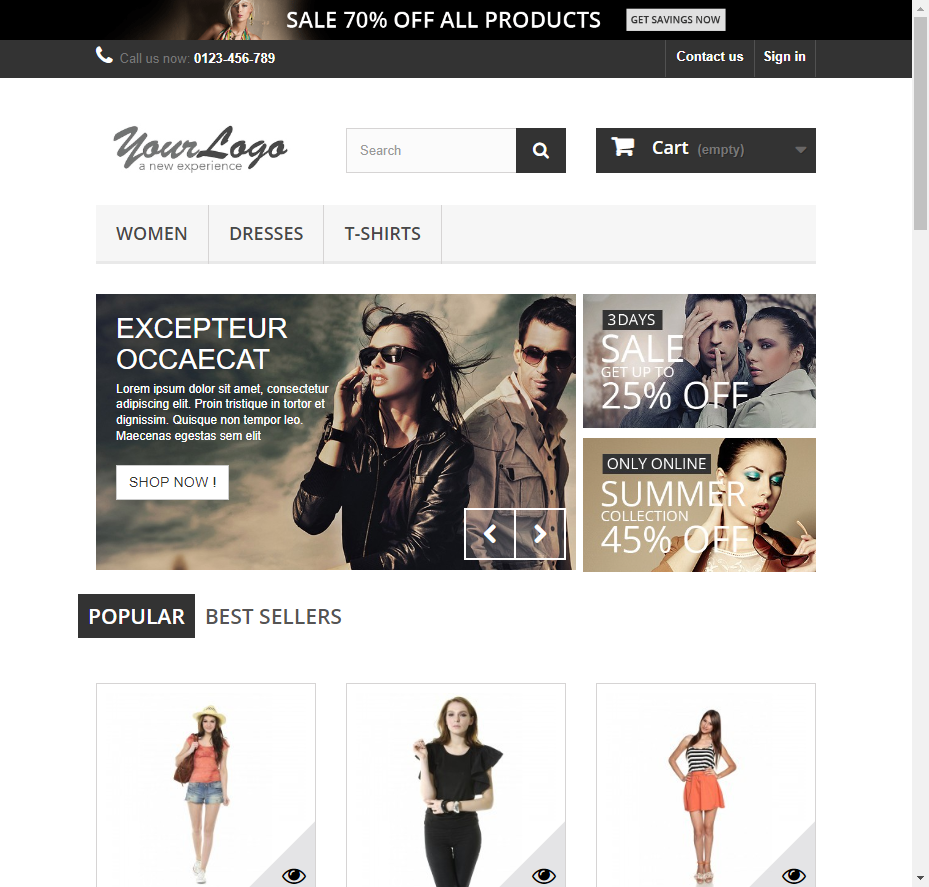 SALE 70% OFF ALL PRODUCTS
GET SAVINGS NOW
Call us now: 0123-456-789
Contact us
Sign in
YourLogo
a new experience
Search
Cart (empty)
WOMEN
DRESSES
T-SHIRTS
EXCEPTEUR
OCCAECAT
Lorem ipsum dolor sit amet, consectetur
adipiscing elit. Proin tristique in tortor et
dignissim. Quisque non tempor leo.
Maecenas egestas sem elit
SHOP NOW !
3 DAYS
SALE
GET UP TO
25% OFF
ONLY ONLINE
SUMMER
COLLECTION
45% OFF
POPULAR
BEST SELLERS